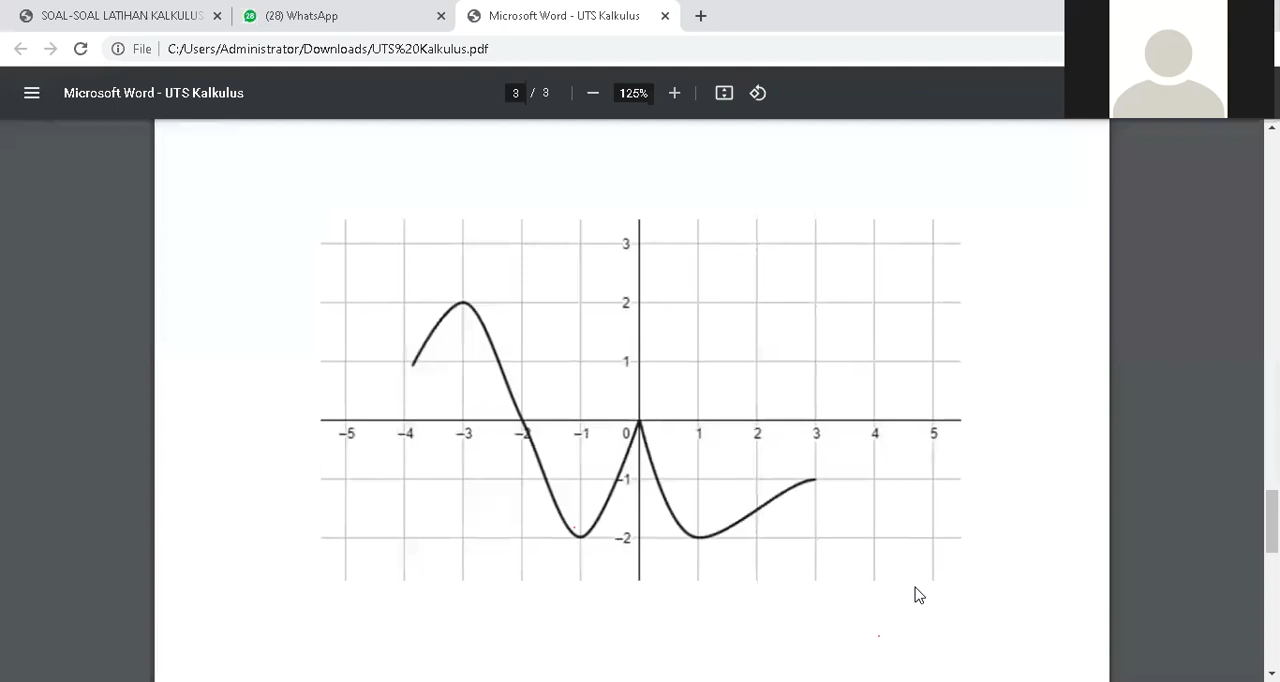 SOAL-SOAL LATIHAN KALKULUS
28 (28) WhatsApp
Microsoft Word - UTS Kalkulus
File C:/Users/Administrator/Downloads/UTS%20Kalkulus.pdf
Microsoft Word - UTS Kalkulus
3 / 3
125%
3
2
1
−5 −4 −3 −2 −1 0 1 2 3 4 5
−1
−2